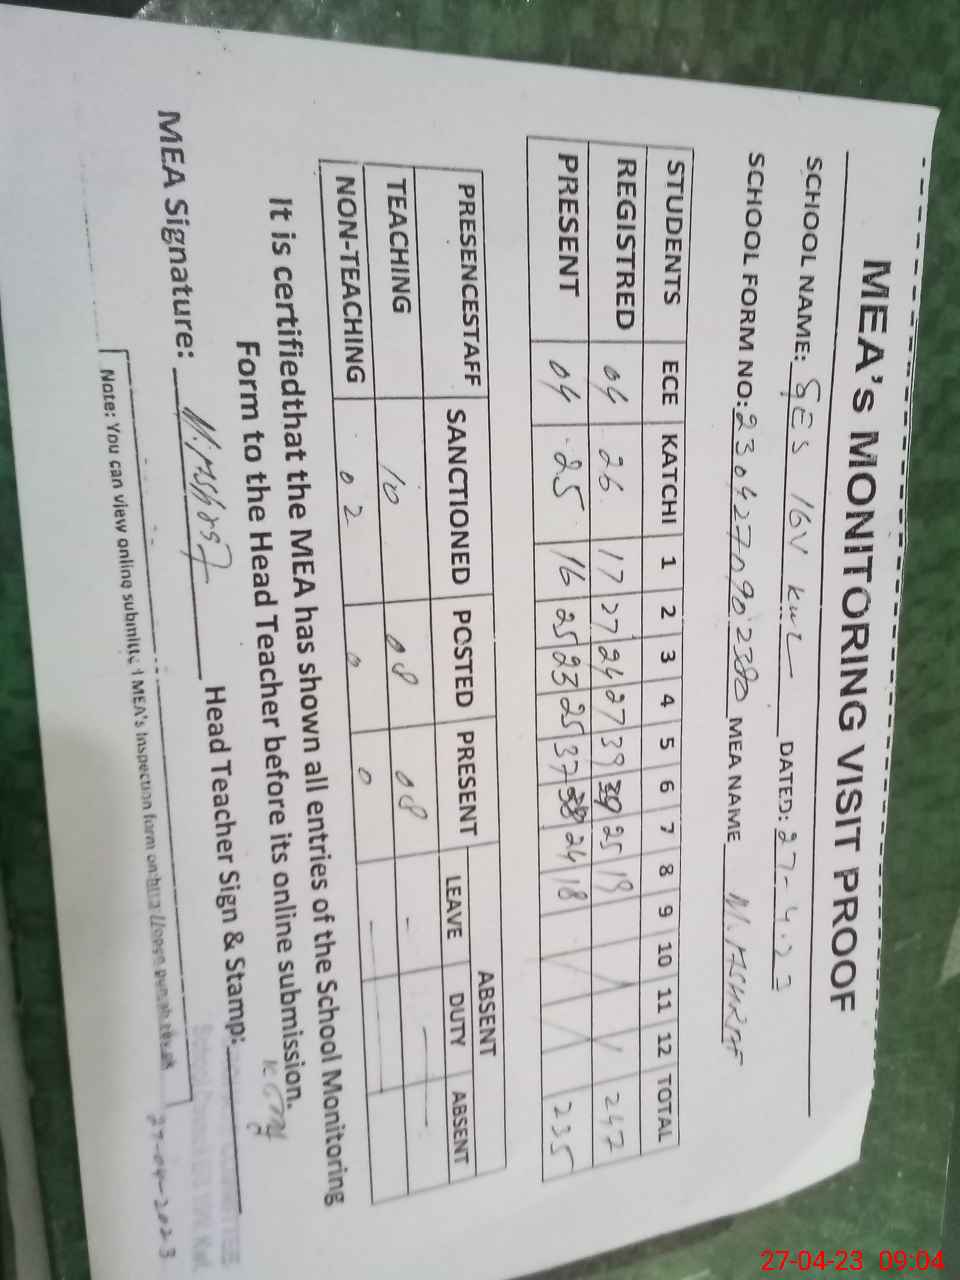 MEA's MONITORING VISIT PROOF
SCHOOL NAME: GES 16V KWL DATED: 27-4-23
SCHOOL FORM NO: MEA NAME M. ASHRAF
STUDENTS ECE KATCHI 1 2 3 4 5 6 7 8 9 10 11 12 TOTAL
REGISTRED 04 26 17 27 24 27 39 39 25 19 247
PRESENT 04 25 16 25 23 25 37 38 24 18 235
PRESENCESTAFF SANCTIONED POSTED PRESENT ABSENT
LEAVE DUTY ABSENT
TEACHING 10 08 08 - -
NON-TEACHING 02 0 0
It is certifiedthat the MEA has shown all entries of the School Monitoring
Form to the Head Teacher before its online submission.
MEA Signature: M. Ashraf Head Teacher Sign & Stamp:
27-04-2023
Note: You can view online submitted MEA's Inspection form on:
27-04-23 09:04